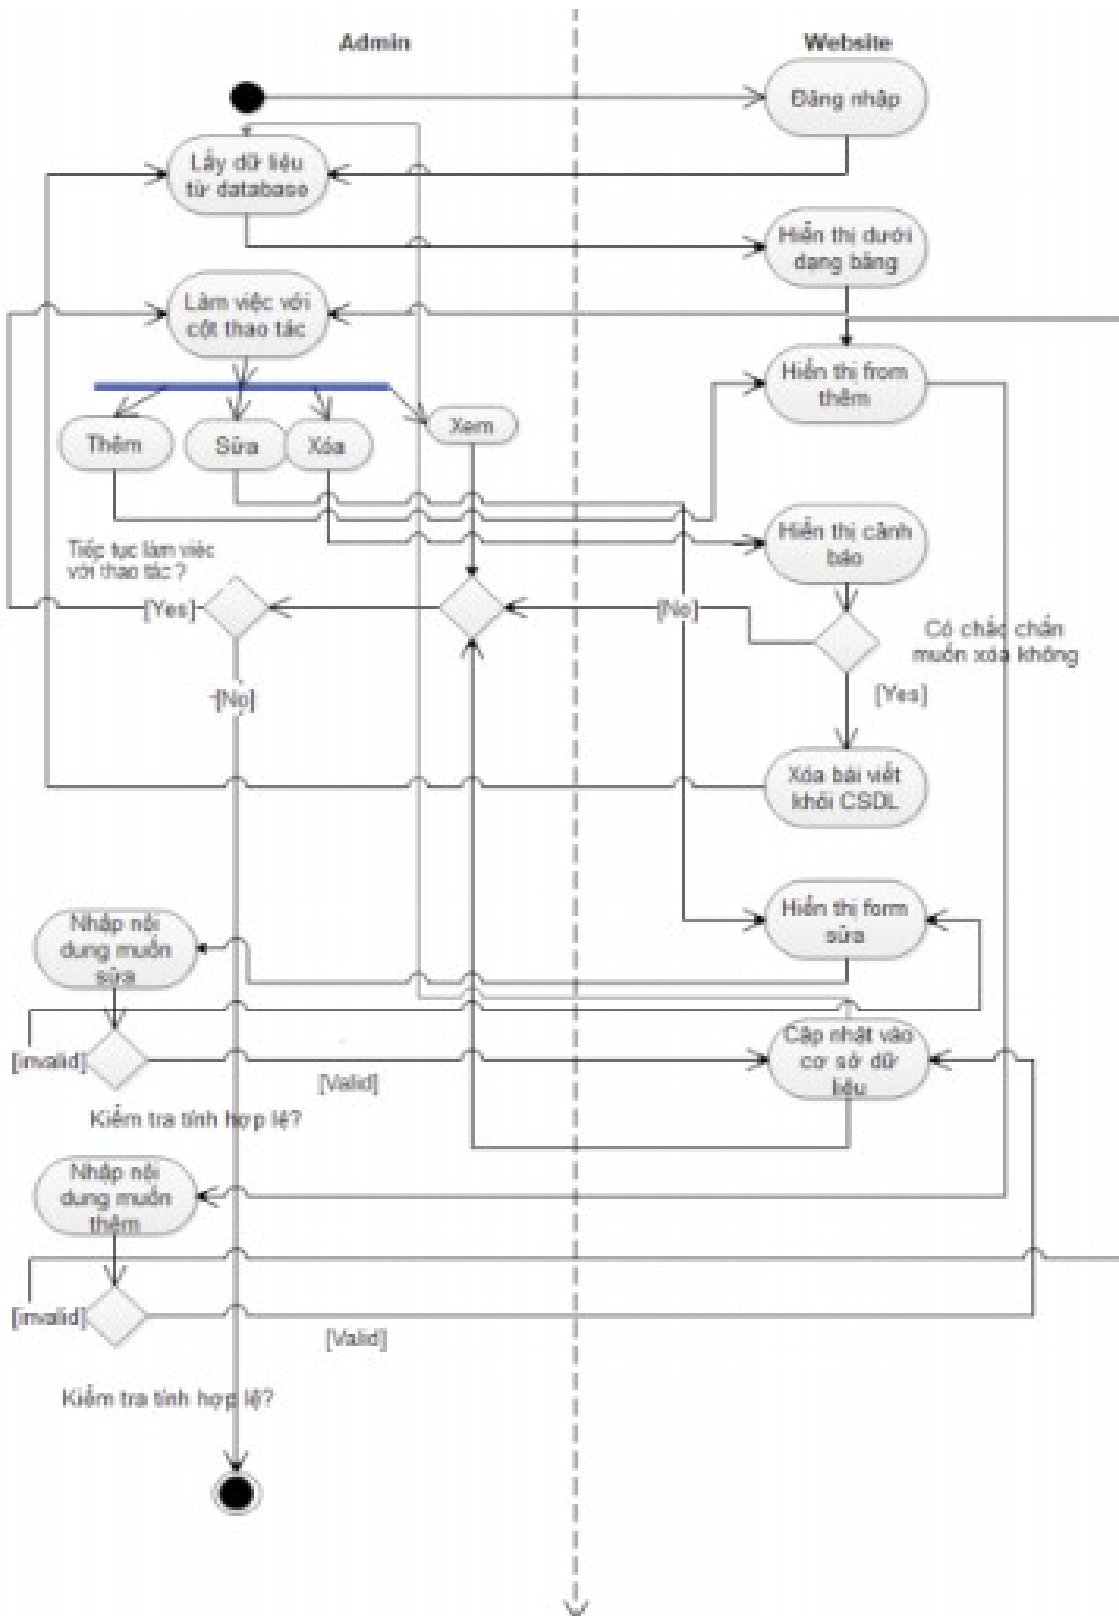 Admin
Website
Đăng nhập
Lấy dữ liệu
từ database
Hiển thị dưới
dạng bảng
Làm việc với
cột thao tác
Hiển thị from
thêm
Thêm
Sửa
Xóa
Xem
Hiển thị cảnh
báo
Tiếc tục làm việc
với thao tác ?
[Yes]
[No]
Có chắc chắn
muốn xóa không
[No]
[Yes]
Xóa bài viết
khỏi CSDL
Nhập nôi
dung muốn
sửa
Hiển thị form
sửa
[invalid]
[Valid]
Cập nhật vào
cơ sở dữ
liệu
Kiểm tra tính hợp lệ?
Nhập nôi
dung muốn
thêm
[invalid]
[Valid]
Kiểm tra tính hợp lệ?